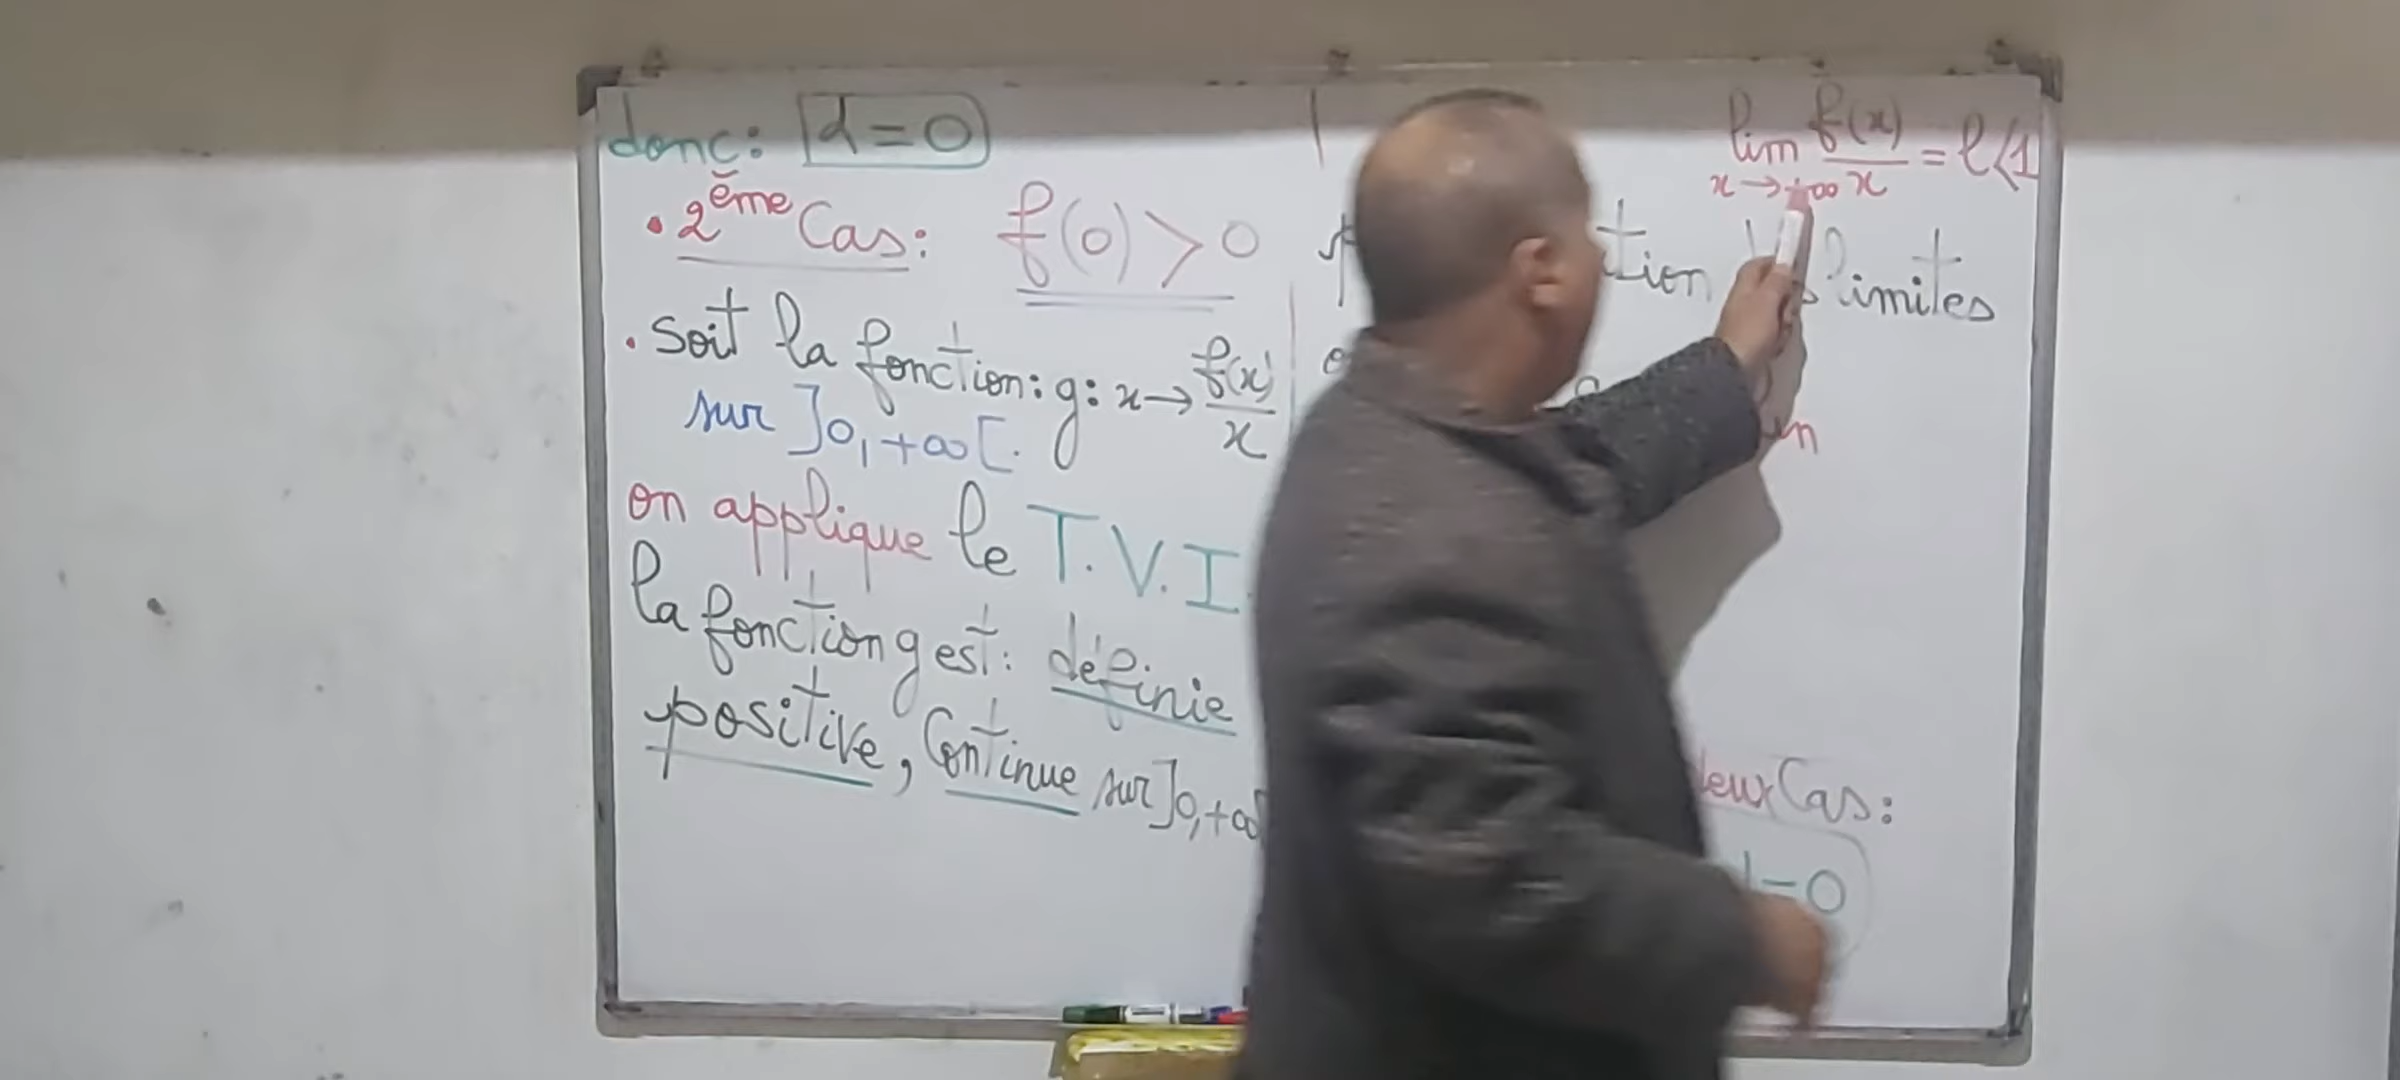 donc: α = 0
• 2ème Cas: f(0) > 0
• soit la fonction: g: x → f(x)/x
sur ]0, +∞[.
on applique le T.V.I
la fonction g est: définie
positive, Continue sur ]0, +∞[
lim f(x)/x = l < 1
x → +∞
limites
deux Cas:
= 0